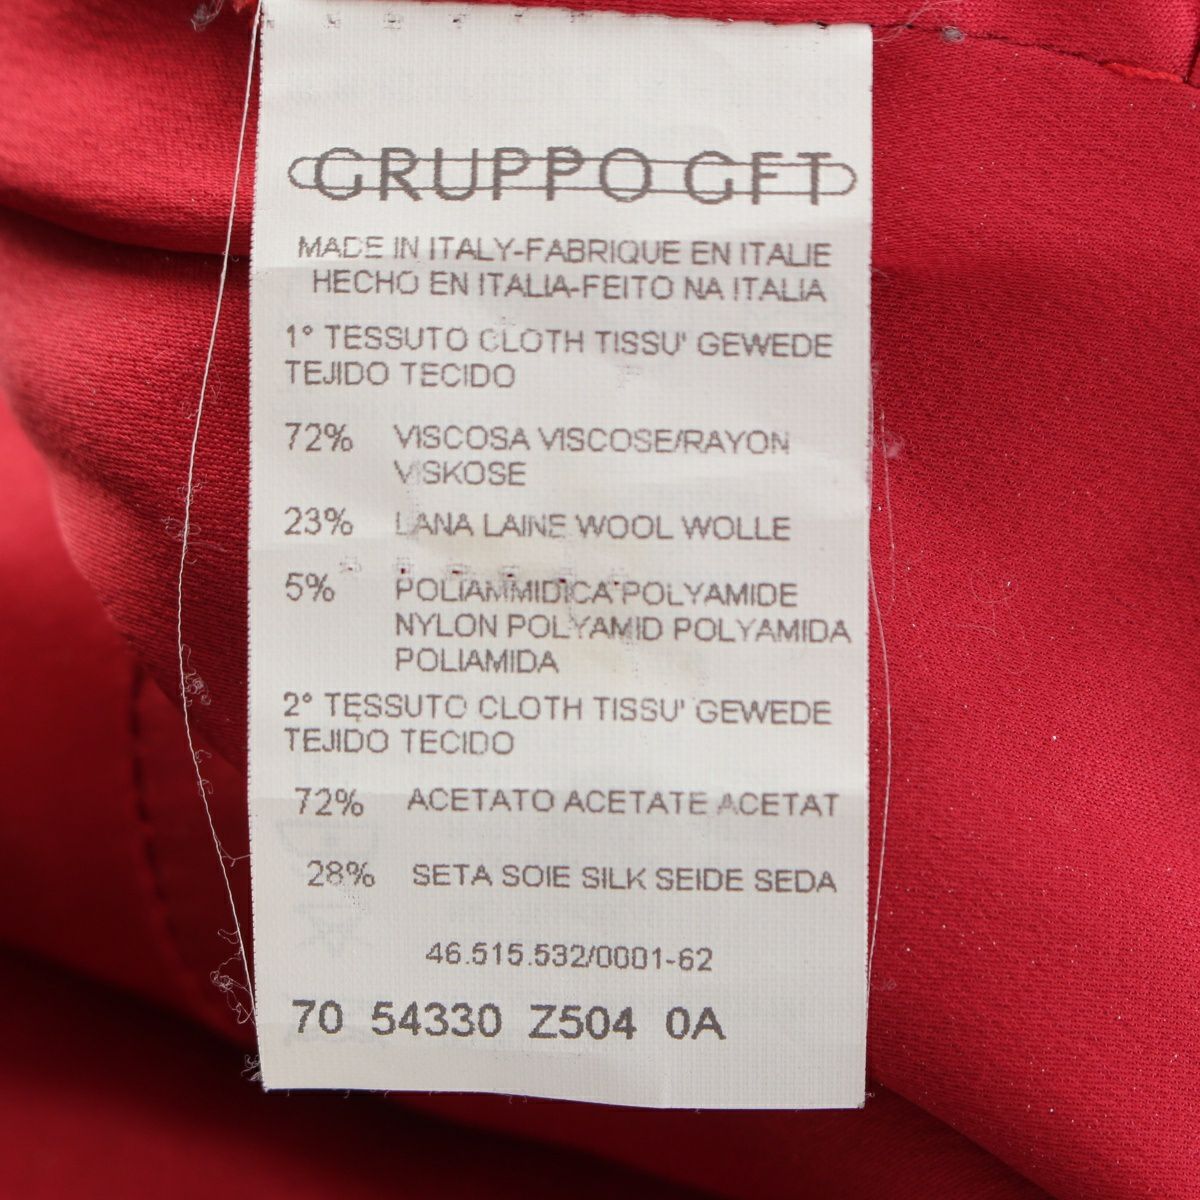 GRUPPO GFT
MADE IN ITALY-FABRIQUE EN ITALIE
HECHO EN ITALIA-FEITO NA ITALIA
1° TESSUTO CLOTH TISSU' GEWEDE
TEJIDO TECIDO
72% VISCOSA VISCOSE/RAYON
VISKOSE
23% LANA LAINE WOOL WOLLE
5% POLIAMMIDICA POLYAMIDE
NYLON POLYAMID POLYAMIDA
POLIAMIDA
2° TESSUTO CLOTH TISSU' GEWEDE
TEJIDO TECIDO
72% ACETATO ACETATE ACETAT
28% SETA SOIE SILK SEIDE SEDA
46.515.532/0001-62
70 54330 Z504 0A